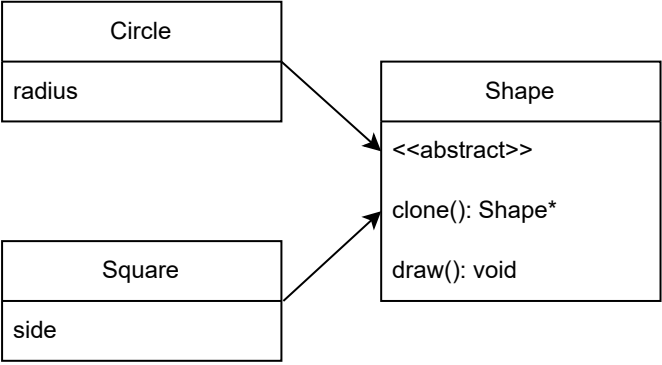 Circle
radius
Shape
<<abstract>>
clone(): Shape*
draw(): void
Square
side